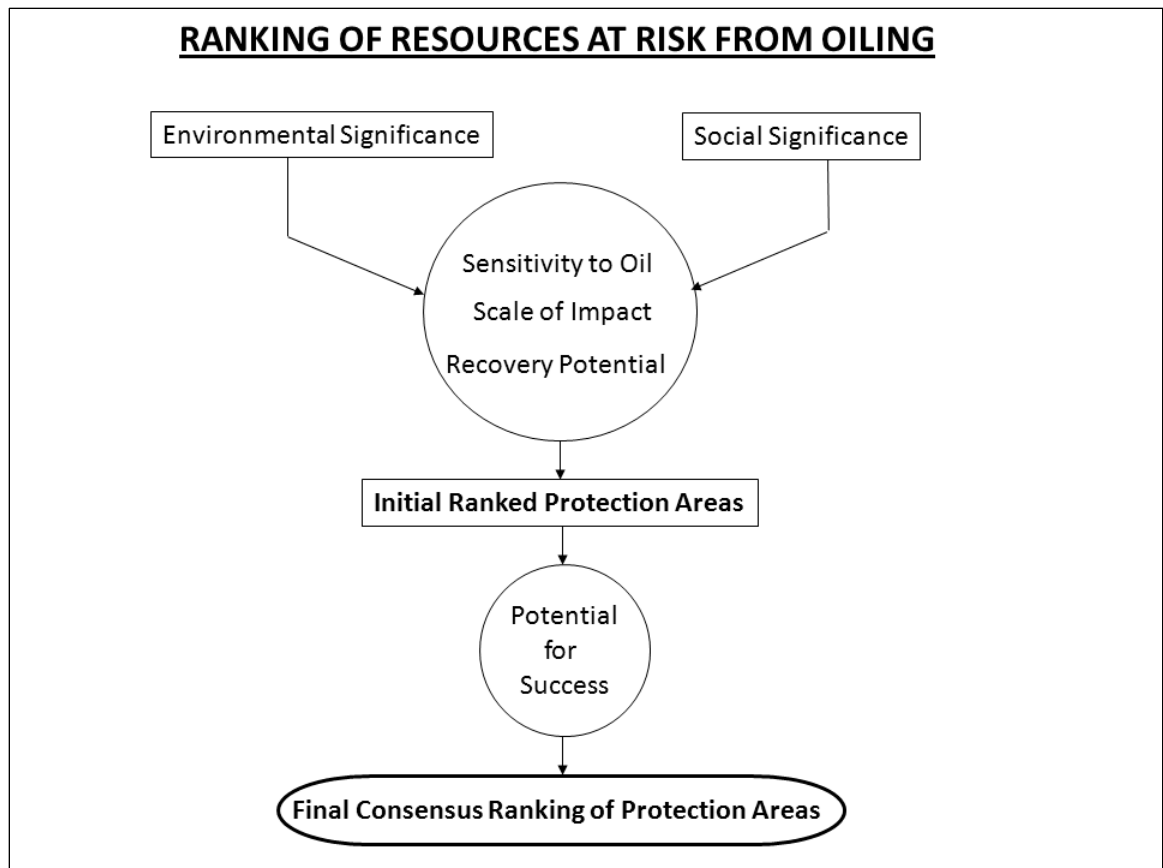 RANKING OF RESOURCES AT RISK FROM OILING
Environmental Significance
Social Significance
Sensitivity to Oil
Scale of Impact
Recovery Potential
Initial Ranked Protection Areas
Potential
for
Success
Final Consensus Ranking of Protection Areas